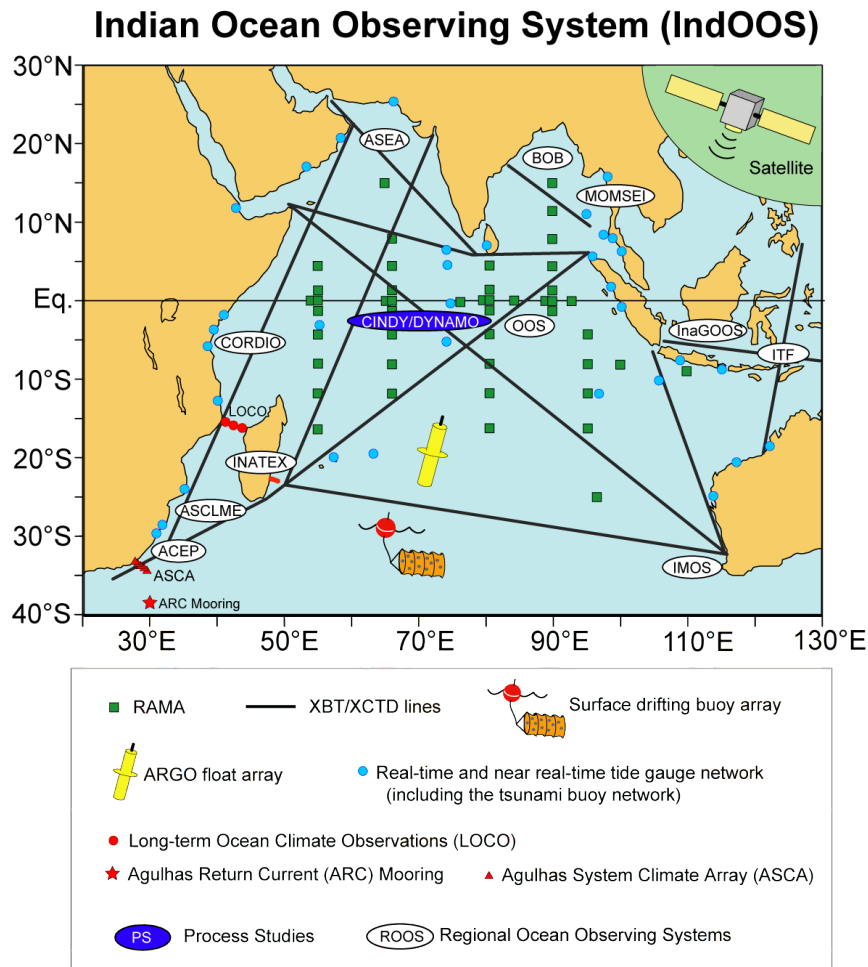 Indian Ocean Observing System (IndOOS)
30°N
20°N
10°N
Eq.
10°S
20°S
30°S
40°S
30°E
50°E
70°E
90°E
110°E
130°E
Satellite
ASEA
BOB
MOMSEI
CINDY/DYNAMO
OOS
InaGOOS
ITF
CORDIO
LOCO
INATEX
ASCLME
ACEP
ASCA
ARC Mooring
IMOS
RAMA
XBT/XCTD lines
Surface drifting buoy array
ARGO float array
Real-time and near real-time tide gauge network
(including the tsunami buoy network)
Long-term Ocean Climate Observations (LOCO)
Agulhas Return Current (ARC) Mooring
Agulhas System Climate Array (ASCA)
PS
Process Studies
ROOS
Regional Ocean Observing Systems